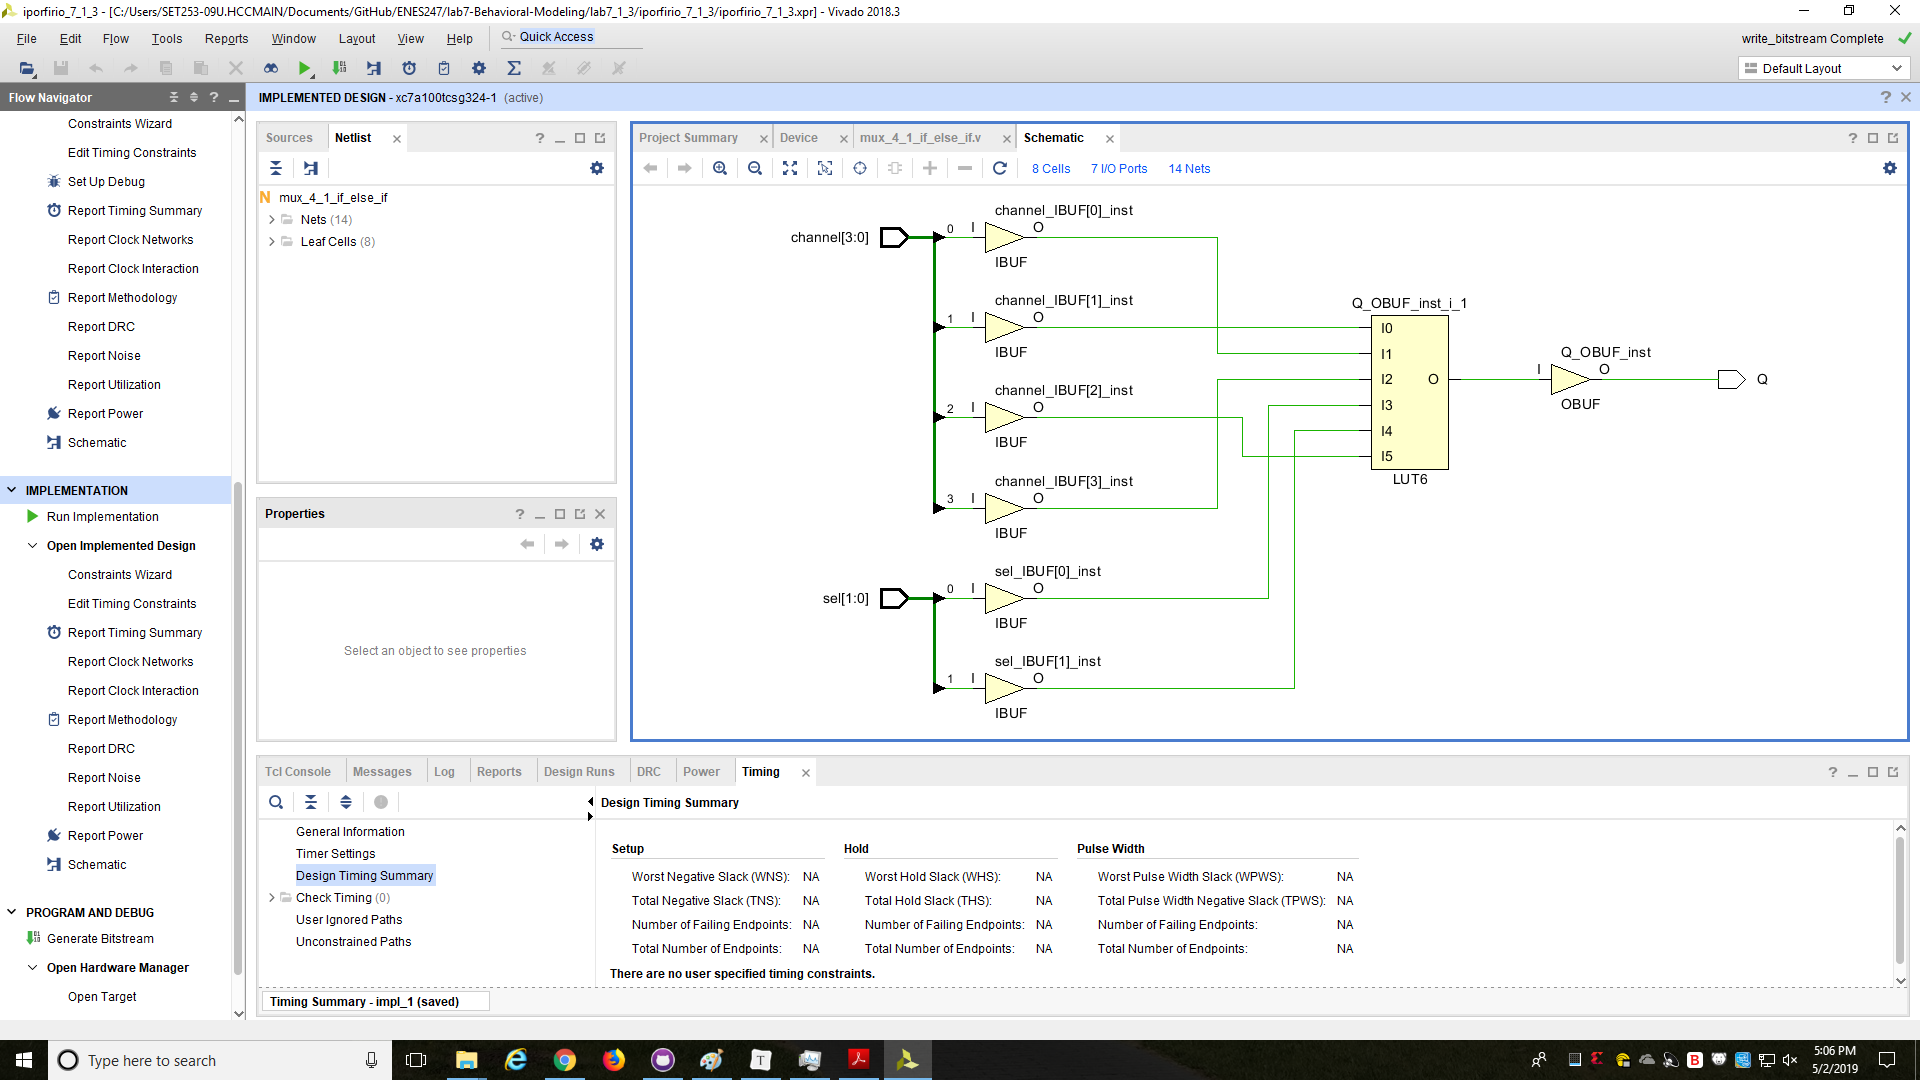 iporfirio_7_1_3 - [C:/Users/SET253-09U.HCCMAIN/Documents/GitHub/ENES247/lab7-Behavioral-Modeling/lab7_1_3/iporfirio_7_1_3/iporfirio_7_1_3.xpr] - Vivado 2018.3
File Edit Flow Tools Reports Window Layout View Help Quick Access
write_bitstream Complete
Default Layout
Flow Navigator
IMPLEMENTED DESIGN - xc7a100tcsg324-1 (active)
Constraints Wizard
Edit Timing Constraints
Set Up Debug
Report Timing Summary
Report Clock Networks
Report Clock Interaction
Report Methodology
Report DRC
Report Noise
Report Utilization
Report Power
Schematic
IMPLEMENTATION
Run Implementation
Open Implemented Design
Constraints Wizard
Edit Timing Constraints
Report Timing Summary
Report Clock Networks
Report Clock Interaction
Report Methodology
Report DRC
Report Noise
Report Utilization
Report Power
Schematic
PROGRAM AND DEBUG
Generate Bitstream
Open Hardware Manager
Open Target
Sources Netlist
N mux_4_1_if_else_if
Nets (14)
Leaf Cells (8)
Properties
Select an object to see properties
Project Summary Device mux_4_1_if_else_if.v Schematic
8 Cells 7 I/O Ports 14 Nets
channel[3:0]
channel_IBUF[0]_inst
0 I O
IBUF
channel_IBUF[1]_inst
1 I O
IBUF
channel_IBUF[2]_inst
2 I O
IBUF
channel_IBUF[3]_inst
3 I O
IBUF
sel[1:0]
sel_IBUF[0]_inst
0 I O
IBUF
sel_IBUF[1]_inst
1 I O
IBUF
Q_OBUF_inst_i_1
I0
I1
I2 O
I3
I4
I5
LUT6
Q_OBUF_inst
I O
OBUF
Q
Tcl Console Messages Log Reports Design Runs DRC Power Timing
General Information
Timer Settings
Design Timing Summary
Check Timing (0)
User Ignored Paths
Unconstrained Paths
Design Timing Summary
Setup Hold Pulse Width
Worst Negative Slack (WNS): NA Worst Hold Slack (WHS): NA Worst Pulse Width Slack (WPWS): NA
Total Negative Slack (TNS): NA Total Hold Slack (THS): NA Total Pulse Width Negative Slack (TPWS): NA
Number of Failing Endpoints: NA Number of Failing Endpoints: NA Number of Failing Endpoints: NA
Total Number of Endpoints: NA Total Number of Endpoints: NA Total Number of Endpoints: NA
There are no user specified timing constraints.
Timing Summary - impl_1 (saved)
Type here to search
5:06 PM
5/2/2019